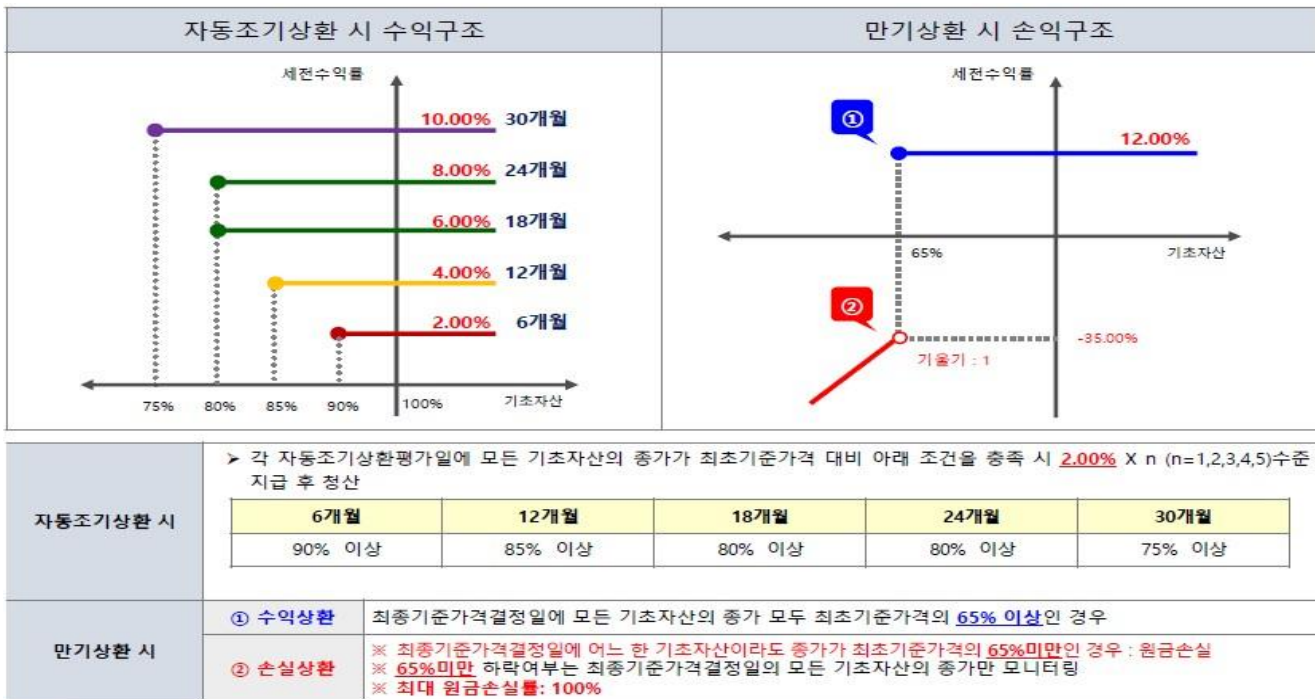 자동조기상환 시 수익구조
만기상환 시 손익구조
세전수익률
10.00% 30개월
8.00% 24개월
6.00% 18개월
4.00% 12개월
2.00% 6개월
75% 80% 85% 90% 100% 기초자산
세전수익률
①
12.00%
65%
기초자산
②
-35.00%
기울기 : 1
자동조기상환 시
➤ 각 자동조기상환평가일에 모든 기초자산의 종가가 최초기준가격 대비 아래 조건을 충족 시 2.00% X n (n=1,2,3,4,5)수준
지급 후 청산
6개월 12개월 18개월 24개월 30개월
90% 이상 85% 이상 80% 이상 80% 이상 75% 이상
만기상환 시
① 수익상환 최종기준가격결정일에 모든 기초자산의 종가 모두 최초기준가격의 65% 이상인 경우
② 손실상환
※ 최종기준가격결정일에 어느 한 기초자산이라도 종가가 최초기준가격의 65%미만인 경우 : 원금손실
※ 65%미만 하락여부는 최종기준가격결정일의 모든 기초자산의 종가만 모니터링
※ 최대 원금손실률: 100%